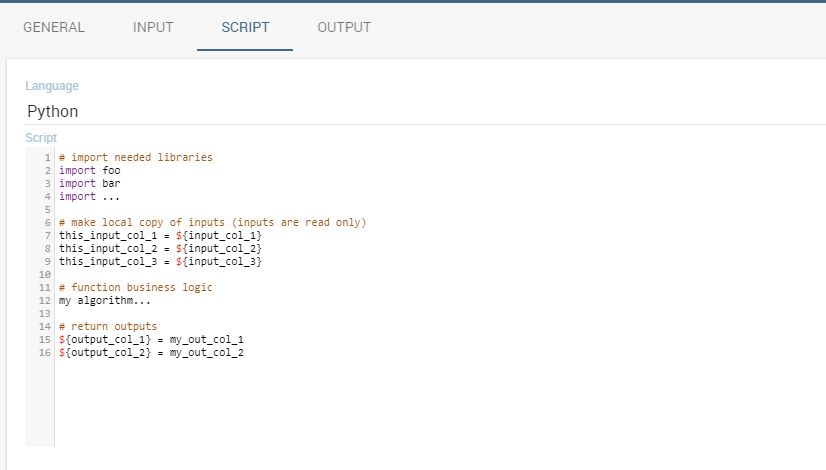 GENERAL INPUT SCRIPT OUTPUT
Language
Python
Script
1 # import needed libraries
2 import foo
3 import bar
4 import ...
5
6 # make local copy of inputs (inputs are read only)
7 this_input_col_1 = ${input_col_1}
8 this_input_col_2 = ${input_col_2}
9 this_input_col_3 = ${input_col_3}
10
11 # function business logic
12 my algorithm...
13
14 # return outputs
15 ${output_col_1} = my_out_col_1
16 ${output_col_2} = my_out_col_2